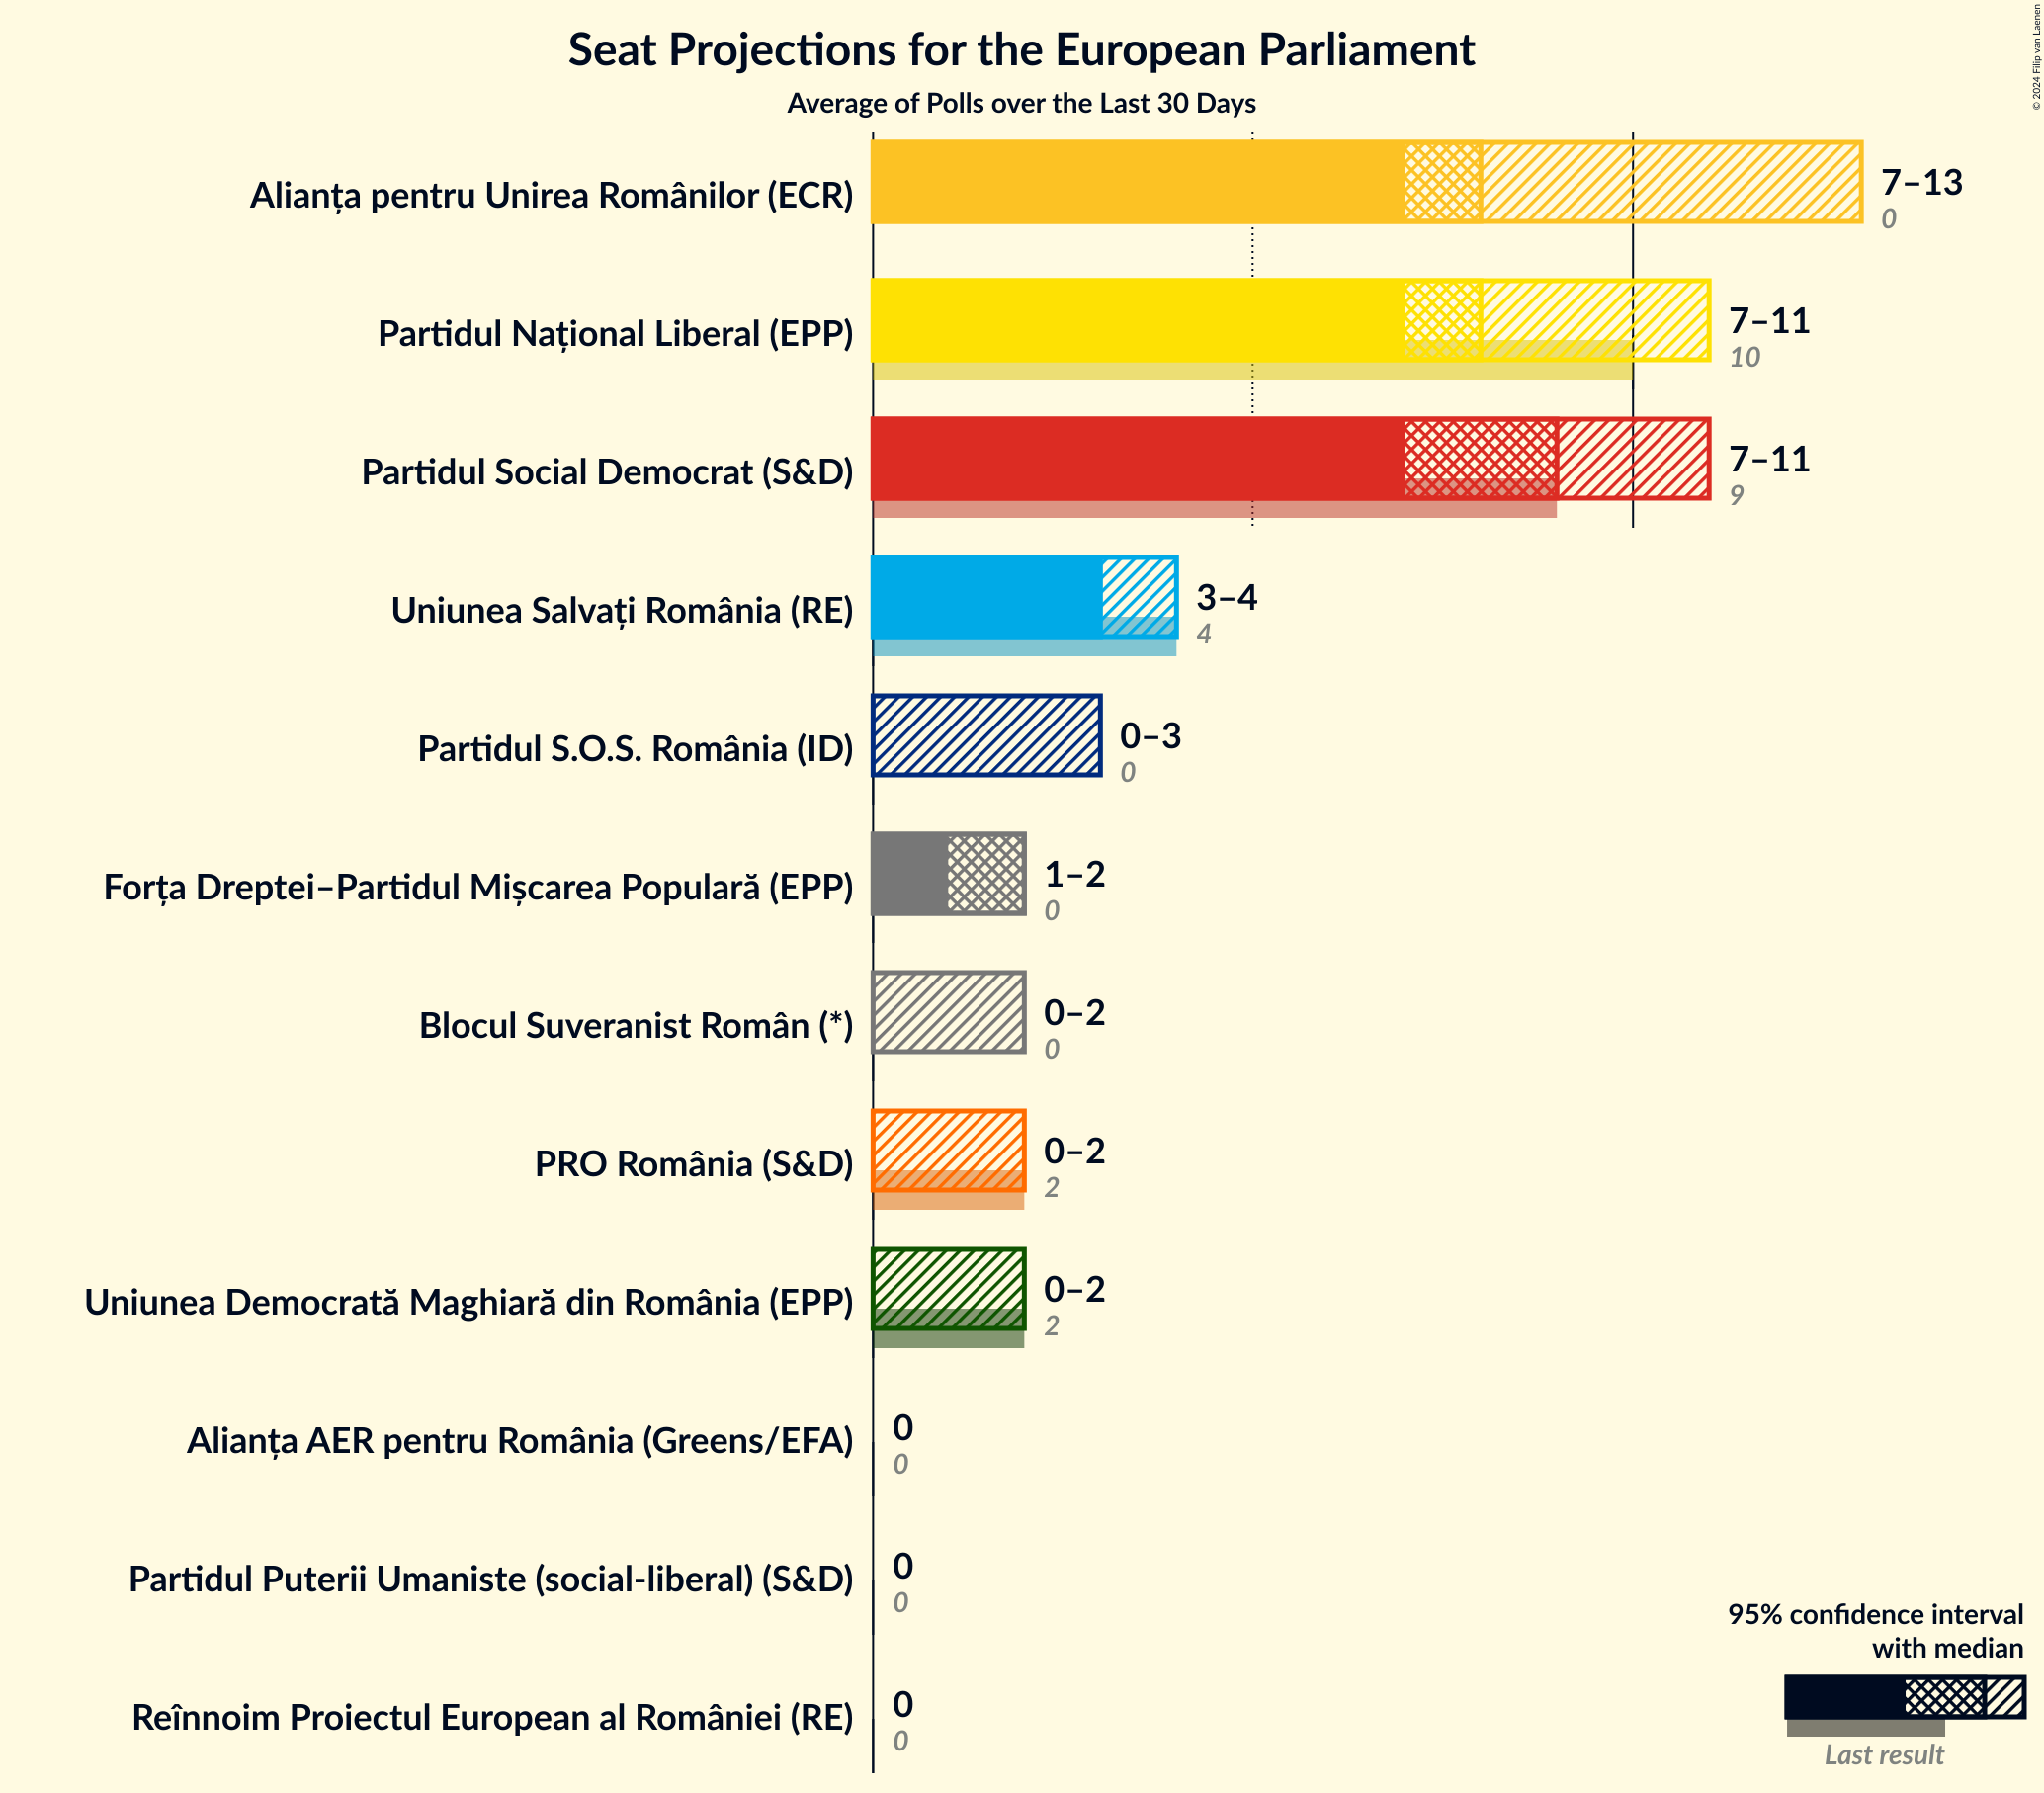 Seat Projections for the European Parliament
Average of Polls over the Last 30 Days
© 2024 Filip van Laenen
Alianța pentru Unirea Românilor (ECR)
7–13
0
Partidul Național Liberal (EPP)
7–11
10
Partidul Social Democrat (S&D)
7–11
9
Uniunea Salvați România (RE)
3–4
4
Partidul S.O.S. România (ID)
0–3
0
Forța Dreptei–Partidul Mișcarea Populară (EPP)
1–2
0
Blocul Suveranist Român (*)
0–2
0
PRO România (S&D)
0–2
2
Uniunea Democrată Maghiară din România (EPP)
0–2
2
Alianța AER pentru România (Greens/EFA)
0
0
Partidul Puterii Umaniste (social-liberal) (S&D)
0
0
Reînnoim Proiectul European al României (RE)
0
0
95% confidence interval
with median
Last result